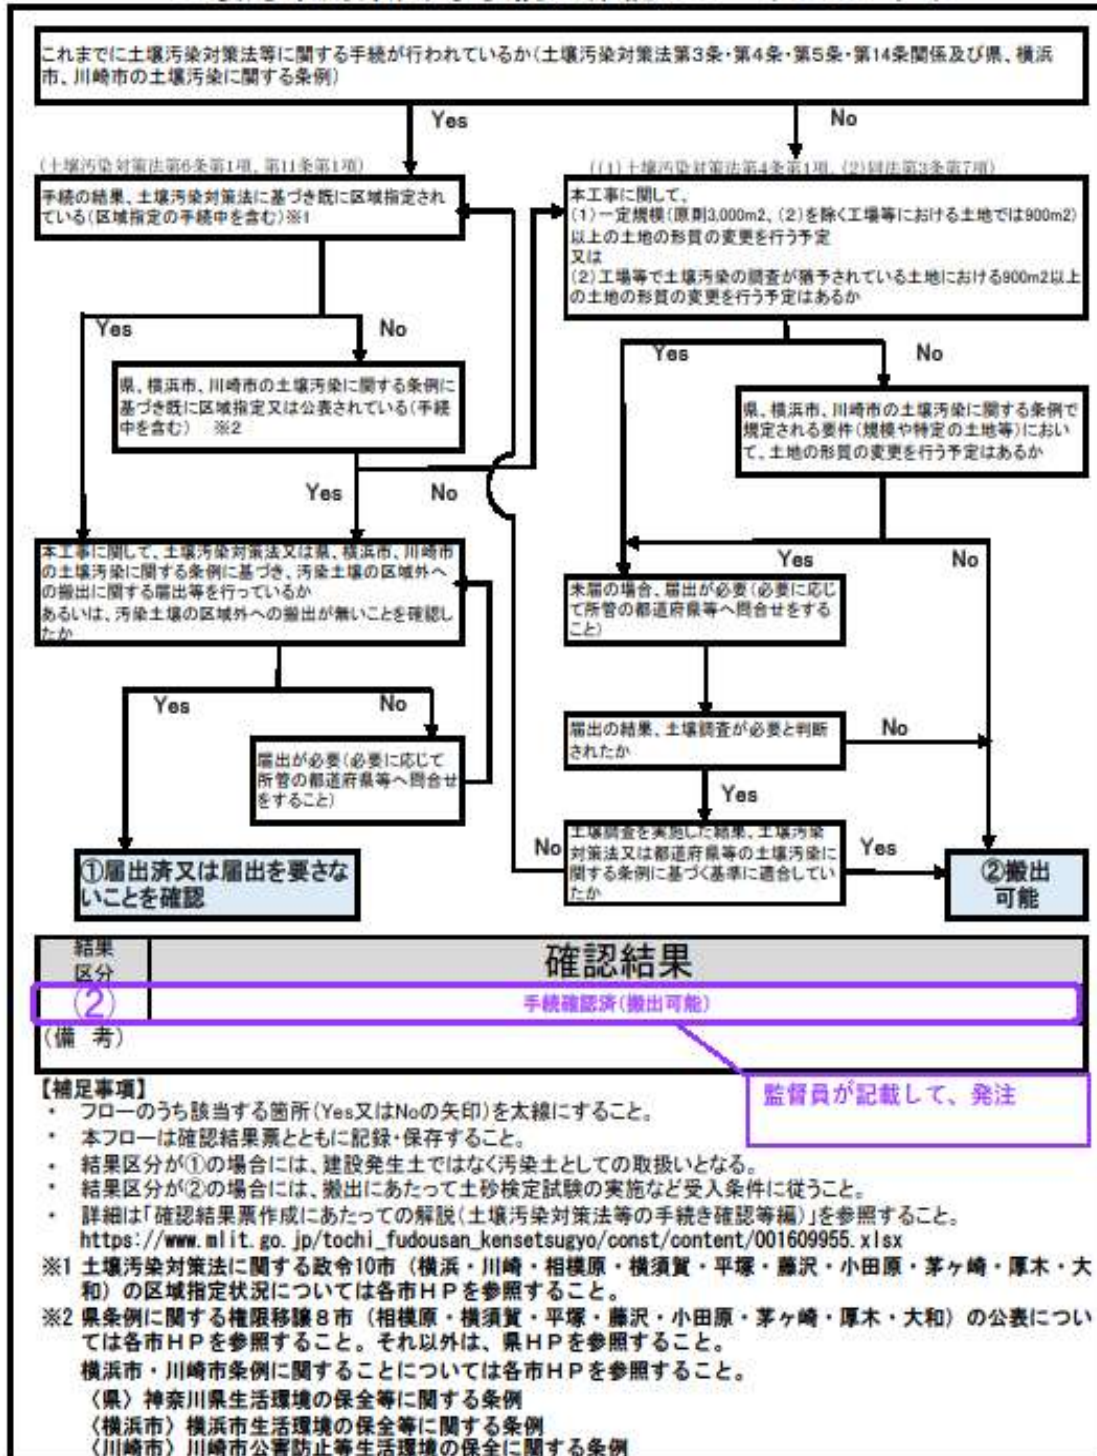 これまでに土壌汚染対策法等に関する手続が行われているか(土壌汚染対策法第3条・第4条・第5条・第14条関係及び県、横浜
市、川崎市の土壌汚染に関する条例)
Yes
No
(土壌汚染対策法第6条第1項、第11条第1項)
手続の結果、土壌汚染対策法に基づき既に区域指定され
ている(区域指定の手続中を含む)※1
((1)土壌汚染対策法第4条第1項、(2)同法第3条第7項)
本工事に関して、
(1)一定規模(原則3,000m2、(2)を除く工場等における土地では900m2)
以上の土地の形質の変更を行う予定
又は
(2)工場等で土壌汚染の調査が猶予されている土地における900m2以上
の土地の形質の変更を行う予定はあるか
Yes
No
Yes
No
県、横浜市、川崎市の土壌汚染に関する条例に
基づき既に区域指定又は公表されている(手続
中を含む) ※2
県、横浜市、川崎市の土壌汚染に関する条例で
規定される要件(規模や特定の土地等)におい
て、土地の形質の変更を行う予定はあるか
Yes
No
Yes
No
本工事に関して、土壌汚染対策法又は県、横浜市、川崎市
の土壌汚染に関する条例に基づき、汚染土壌の区域外へ
の搬出に関する届出等を行っているか
あるいは、汚染土壌の区域外への搬出が無いことを確認し
たか
未届の場合、届出が必要(必要に応じ
て所管の都道府県等へ問合せをする
こと)
Yes
No
届出が必要(必要に応じて
所管の都道府県等へ問合せ
をすること)
届出の結果、土壌調査が必要と判断
されたか
No
Yes
土壌調査を実施した結果、土壌汚染
対策法又は都道府県等の土壌汚染に
関する条例に基づく基準に適合してい
たか
No
Yes
①届出済又は届出を要さな
いことを確認
②搬出
可能
結果
区分
確認結果
②
手続確認済(搬出可能)
(備 考)
監督員が記載して、発注
【補足事項】
・ フローのうち該当する箇所(Yes又はNoの矢印)を太線にすること。
・ 本フローは確認結果票とともに記録・保存すること。
・ 結果区分が①の場合には、建設発生土ではなく汚染土としての取扱いとなる。
・ 結果区分が②の場合には、搬出にあたって土砂検定試験の実施など受入条件に従うこと。
・ 詳細は「確認結果票作成にあたっての解説(土壌汚染対策法等の手続き確認等編)」を参照すること。
https://www.mlit.go.jp/tochi_fudousan_kensetsugyo/const/content/001609955.xlsx
※1 土壌汚染対策法に関する政令10市(横浜・川崎・相模原・横須賀・平塚・藤沢・小田原・茅ヶ崎・厚木・大
和)の区域指定状況については各市HPを参照すること。
※2 県条例に関する権限移譲8市(相模原・横須賀・平塚・藤沢・小田原・茅ヶ崎・厚木・大和)の公表につい
ては各市HPを参照すること。それ以外は、県HPを参照すること。
横浜市・川崎市条例に関することについては各市HPを参照すること。
〈県〉神奈川県生活環境の保全等に関する条例
〈横浜市〉横浜市生活環境の保全等に関する条例
〈川崎市〉川崎市公害防止等生活環境の保全に関する条例